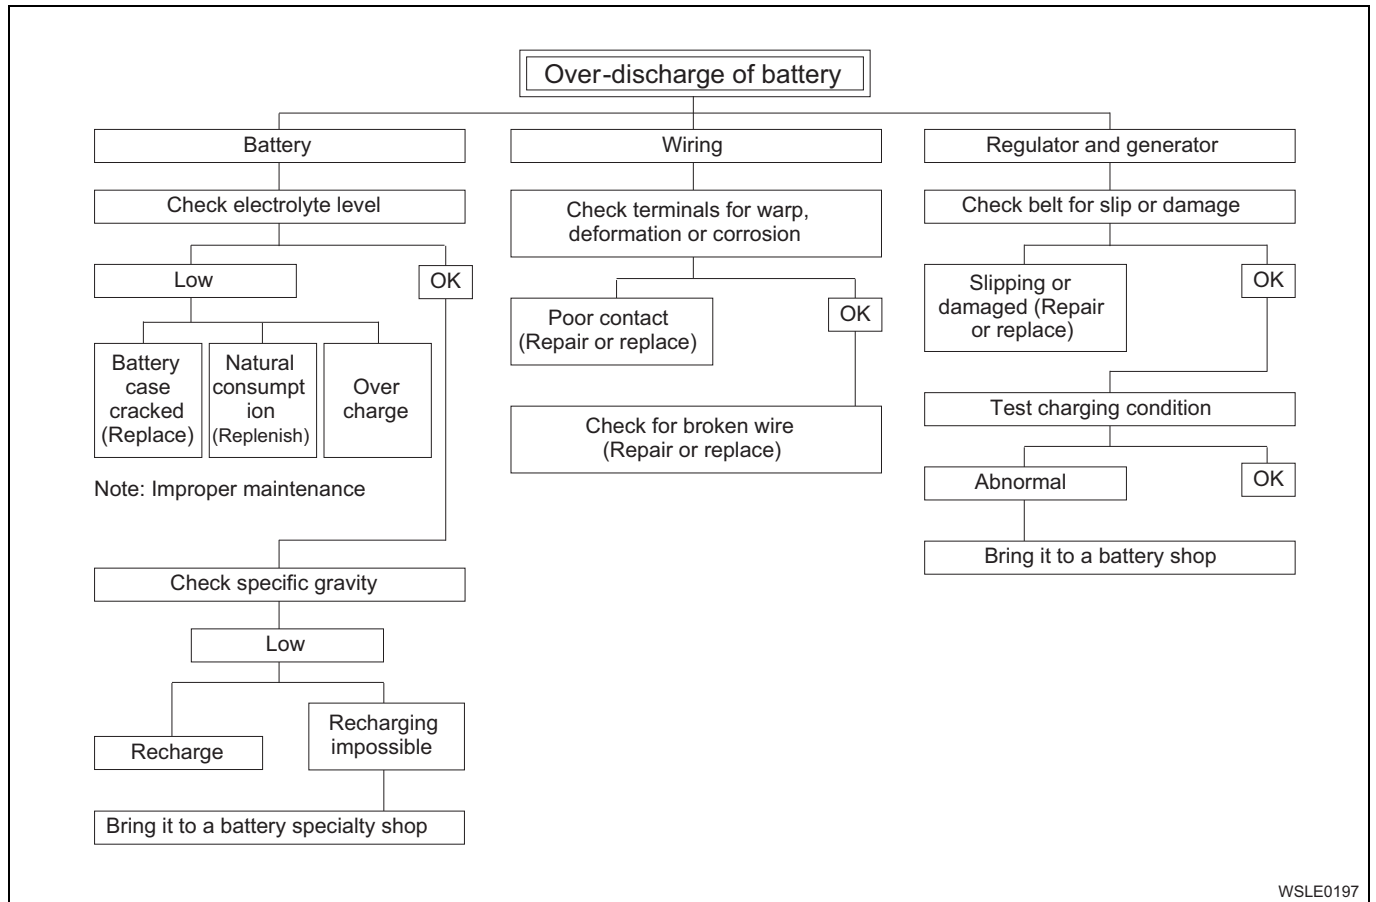 Over-discharge of battery
Battery
Wiring
Regulator and generator
Check electrolyte level
Check terminals for warp,
deformation or corrosion
Check belt for slip or damage
Low
OK
Poor contact
(Repair or replace)
OK
Slipping or
damaged (Repair
or replace)
OK
Battery
case
cracked
(Replace)
Natural
consumpt
ion
(Replenish)
Over
charge
Check for broken wire
(Repair or replace)
Test charging condition
Abnormal
OK
Note: Improper maintenance
Bring it to a battery shop
Check specific gravity
Low
Recharge
Recharging
impossible
Bring it to a battery specialty shop
WSLE0197